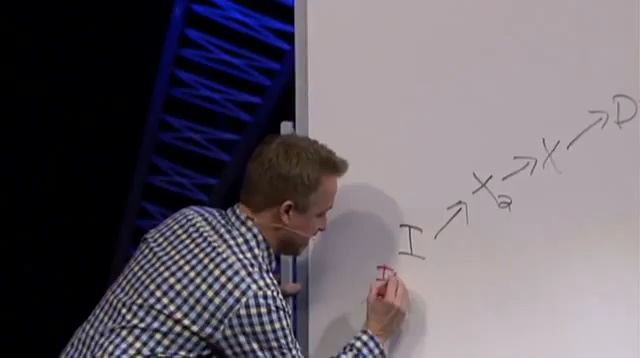 I → X₂ → X → D
I